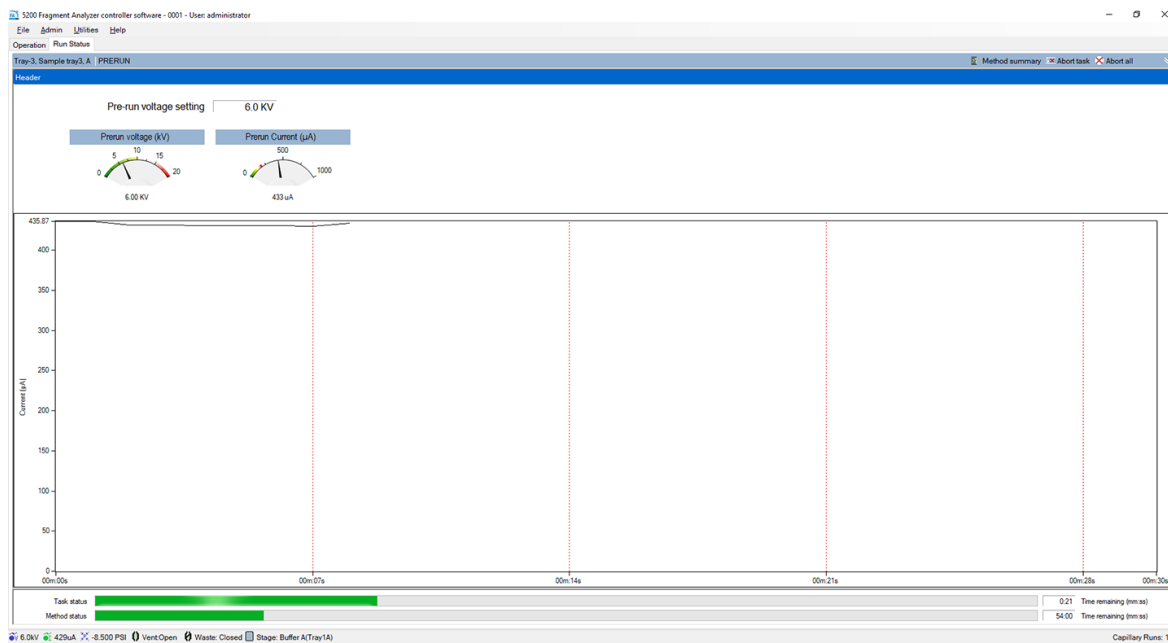 5200 Fragment Analyzer controller software - 0001 - User: administrator
File Admin Utilities Help
Operation Run Status
Tray-3, Sample tray3, A PRERUN Method summary Abort task Abort all
Header
Pre-run voltage setting 6.0 KV
Prerun voltage (kV) Prerun Current (µA)
0 5 10 15 20 0 500 1000
6.00 KV 433 uA
435.87
400
350
300
250
200
150
100
50
0
Current [µA]
00m:00s 00m:07s 00m:14s 00m:21s 00m:28s 00m:30s
Task status 0:21 Time remaining (mm:ss)
Method status 54:00 Time remaining (mm:ss)
6.0kV 429uA -8.500 PSI Vent:Open Waste: Closed Stage: Buffer A(Tray1A) Capillary Runs: 1